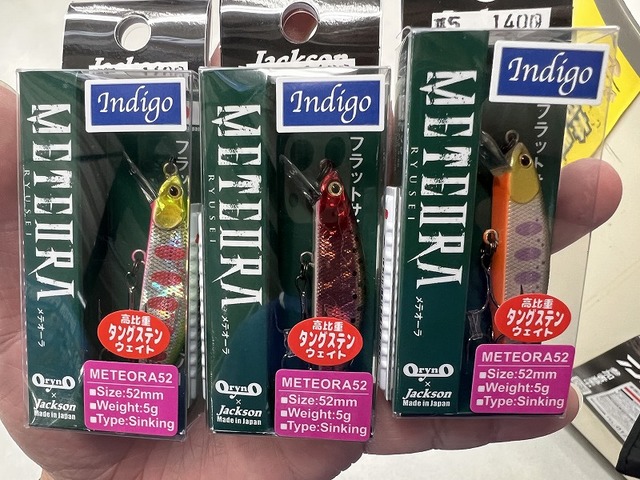 Jackson
Indigo
METEORA
RYUSEI
メテオーラ
フラットサ
高比重
タングステン
ウェイト
OrynO
×
Jackson
Made in Japan
METEORA52
■Size:52mm
■Weight:5g
■Type:Sinking
Jackson
Indigo
METEORA
RYUSEI
メテオーラ
フラットサ
高比重
タングステン
ウェイト
OrynO
×
Jackson
Made in Japan
METEORA52
■Size:52mm
■Weight:5g
■Type:Sinking
1400
Indigo
METEORA
RYUSEI
メテオーラ
フラットサ
高比重
タングステン
ウェイト
OrynO
×
Jackson
Made in Japan
METEORA52
■Size:52mm
■Weight:5g
■Type:Sinking